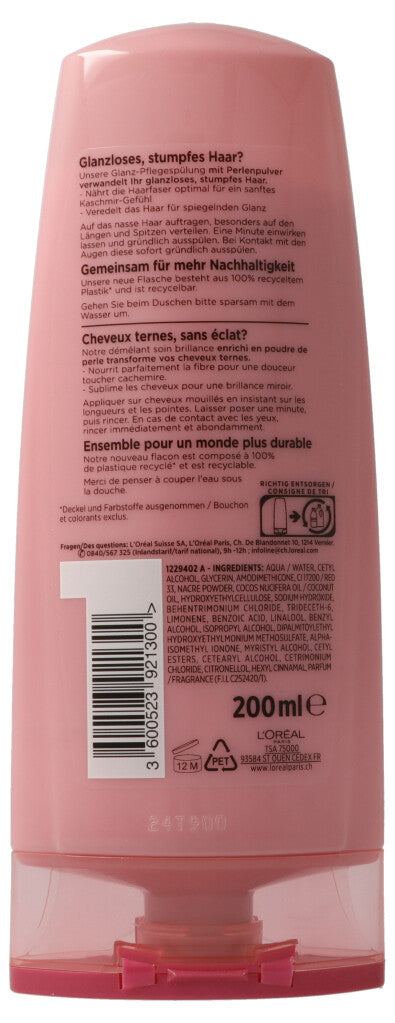 Glanzloses, stumpfes Haar?
Unsere Glanz-Pflegespülung mit Perlenpulver
verwandelt Ihr glanzloses, stumpfes Haar.
- Nährt die Haarfaser optimal für ein sanftes
Kaschmir-Gefühl
- Veredelt das Haar für spiegelnden Glanz
Auf das nasse Haar auftragen, besonders auf den
Längen und Spitzen verteilen. Eine Minute einwirken
lassen und gründlich ausspülen. Bei Kontakt mit den
Augen diese sofort gründlich ausspülen.
Gemeinsam für mehr Nachhaltigkeit
Unsere neue Flasche besteht aus 100% recyceltem
Plastik* und ist recycelbar.
Gehen Sie beim Duschen bitte sparsam mit dem
Wasser um.
Cheveux ternes, sans éclat?
Notre démêlant soin brillance enrichi en poudre de
perle transforme vos cheveux ternes.
- Nourrit parfaitement la fibre pour une douceur
toucher cachemire.
- Sublime les cheveux pour une brillance miroir.
Appliquer sur cheveux mouillés en insistant sur les
longueurs et les pointes. Laisser poser une minute,
puis rincer. En cas de contact avec les yeux,
rincer immédiatement et abondamment.
Ensemble pour un monde plus durable
Notre nouveau flacon est composé à 100%
de plastique recyclé* et est recyclable.
Merci de penser à couper l'eau sous
la douche.
*Deckel und Farbstoffe ausgenommen / Bouchon
et colorants exclus.
RICHTIG ENTSORGEN /
CONSIGNE DE TRI
Fragen/Des questions? L'Oréal Suisse SA, L'Oréal Paris, Ch. De Blandonnet 10, 1214 Vernier.
0840/567 325 (Inlandstarif/tarif national), 9h -12h ; infoline@ch.loreal.com
1229402 A - INGREDIENTS: AQUA / WATER, CETYL
ALCOHOL, GLYCERIN, AMODIMETHICONE, CI 17200 / RED
33, NACRE POWDER, COCOS NUCIFERA OIL / COCONUT
OIL, HYDROXYETHYLCELLULOSE, SODIUM HYDROXIDE,
BEHENTRIMONIUM CHLORIDE, TRIDECETH-6,
LIMONENE, BENZOIC ACID, LINALOOL, BENZYL
ALCOHOL, ISOPROPYL ALCOHOL, DIPALMITOYLETHYL
HYDROXYETHYLMONIUM METHOSULFATE, ALPHA-
ISOMETHYL IONONE, MYRISTYL ALCOHOL, CETYL
ESTERS, CETEARYL ALCOHOL, CETRIMONIUM
CHLORIDE, CITRONELLOL, HEXYL CINNAMAL, PARFUM
/ FRAGRANCE (F.I.L C252420/1)
3 600523 921300
200 ml e
12 M
PET
L'ORÉAL
PARIS
TSA 75000
93584 ST OUEN CÉDEX FR
www.lorealparis.ch
24T900